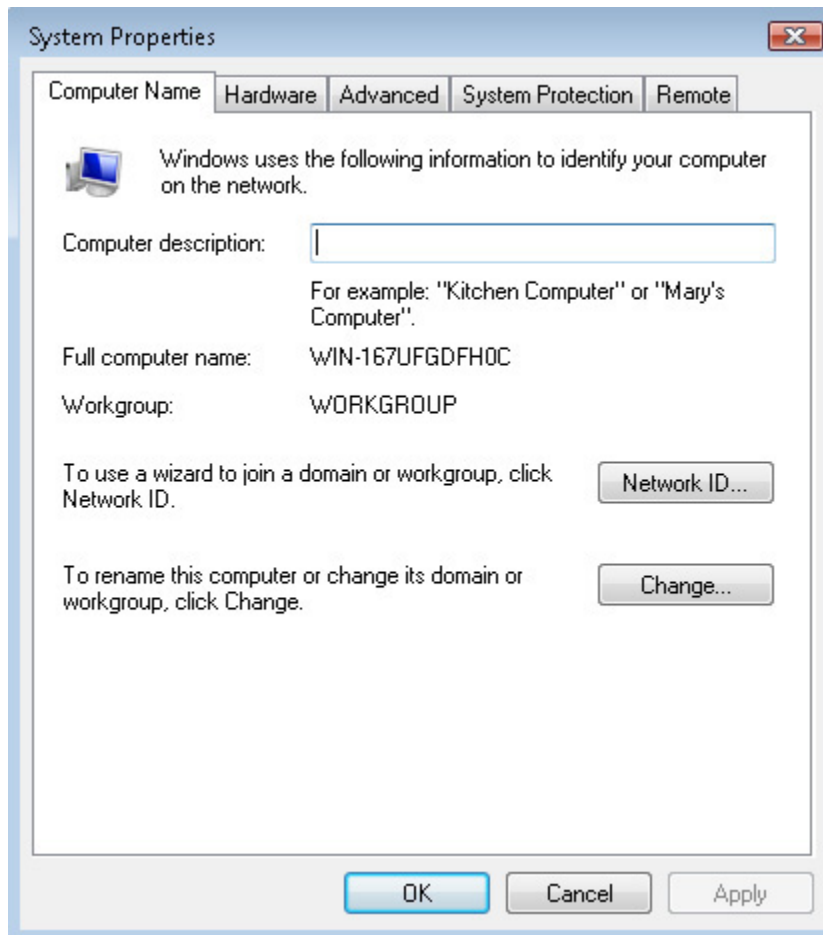 System Properties
Computer Name Hardware Advanced System Protection Remote
Windows uses the following information to identify your computer
on the network.
Computer description:
For example: "Kitchen Computer" or "Mary's
Computer".
Full computer name: WIN-167UFGDFH0C
Workgroup: WORKGROUP
To use a wizard to join a domain or workgroup, click
Network ID.
Network ID...
To rename this computer or change its domain or
workgroup, click Change.
Change...
OK Cancel Apply